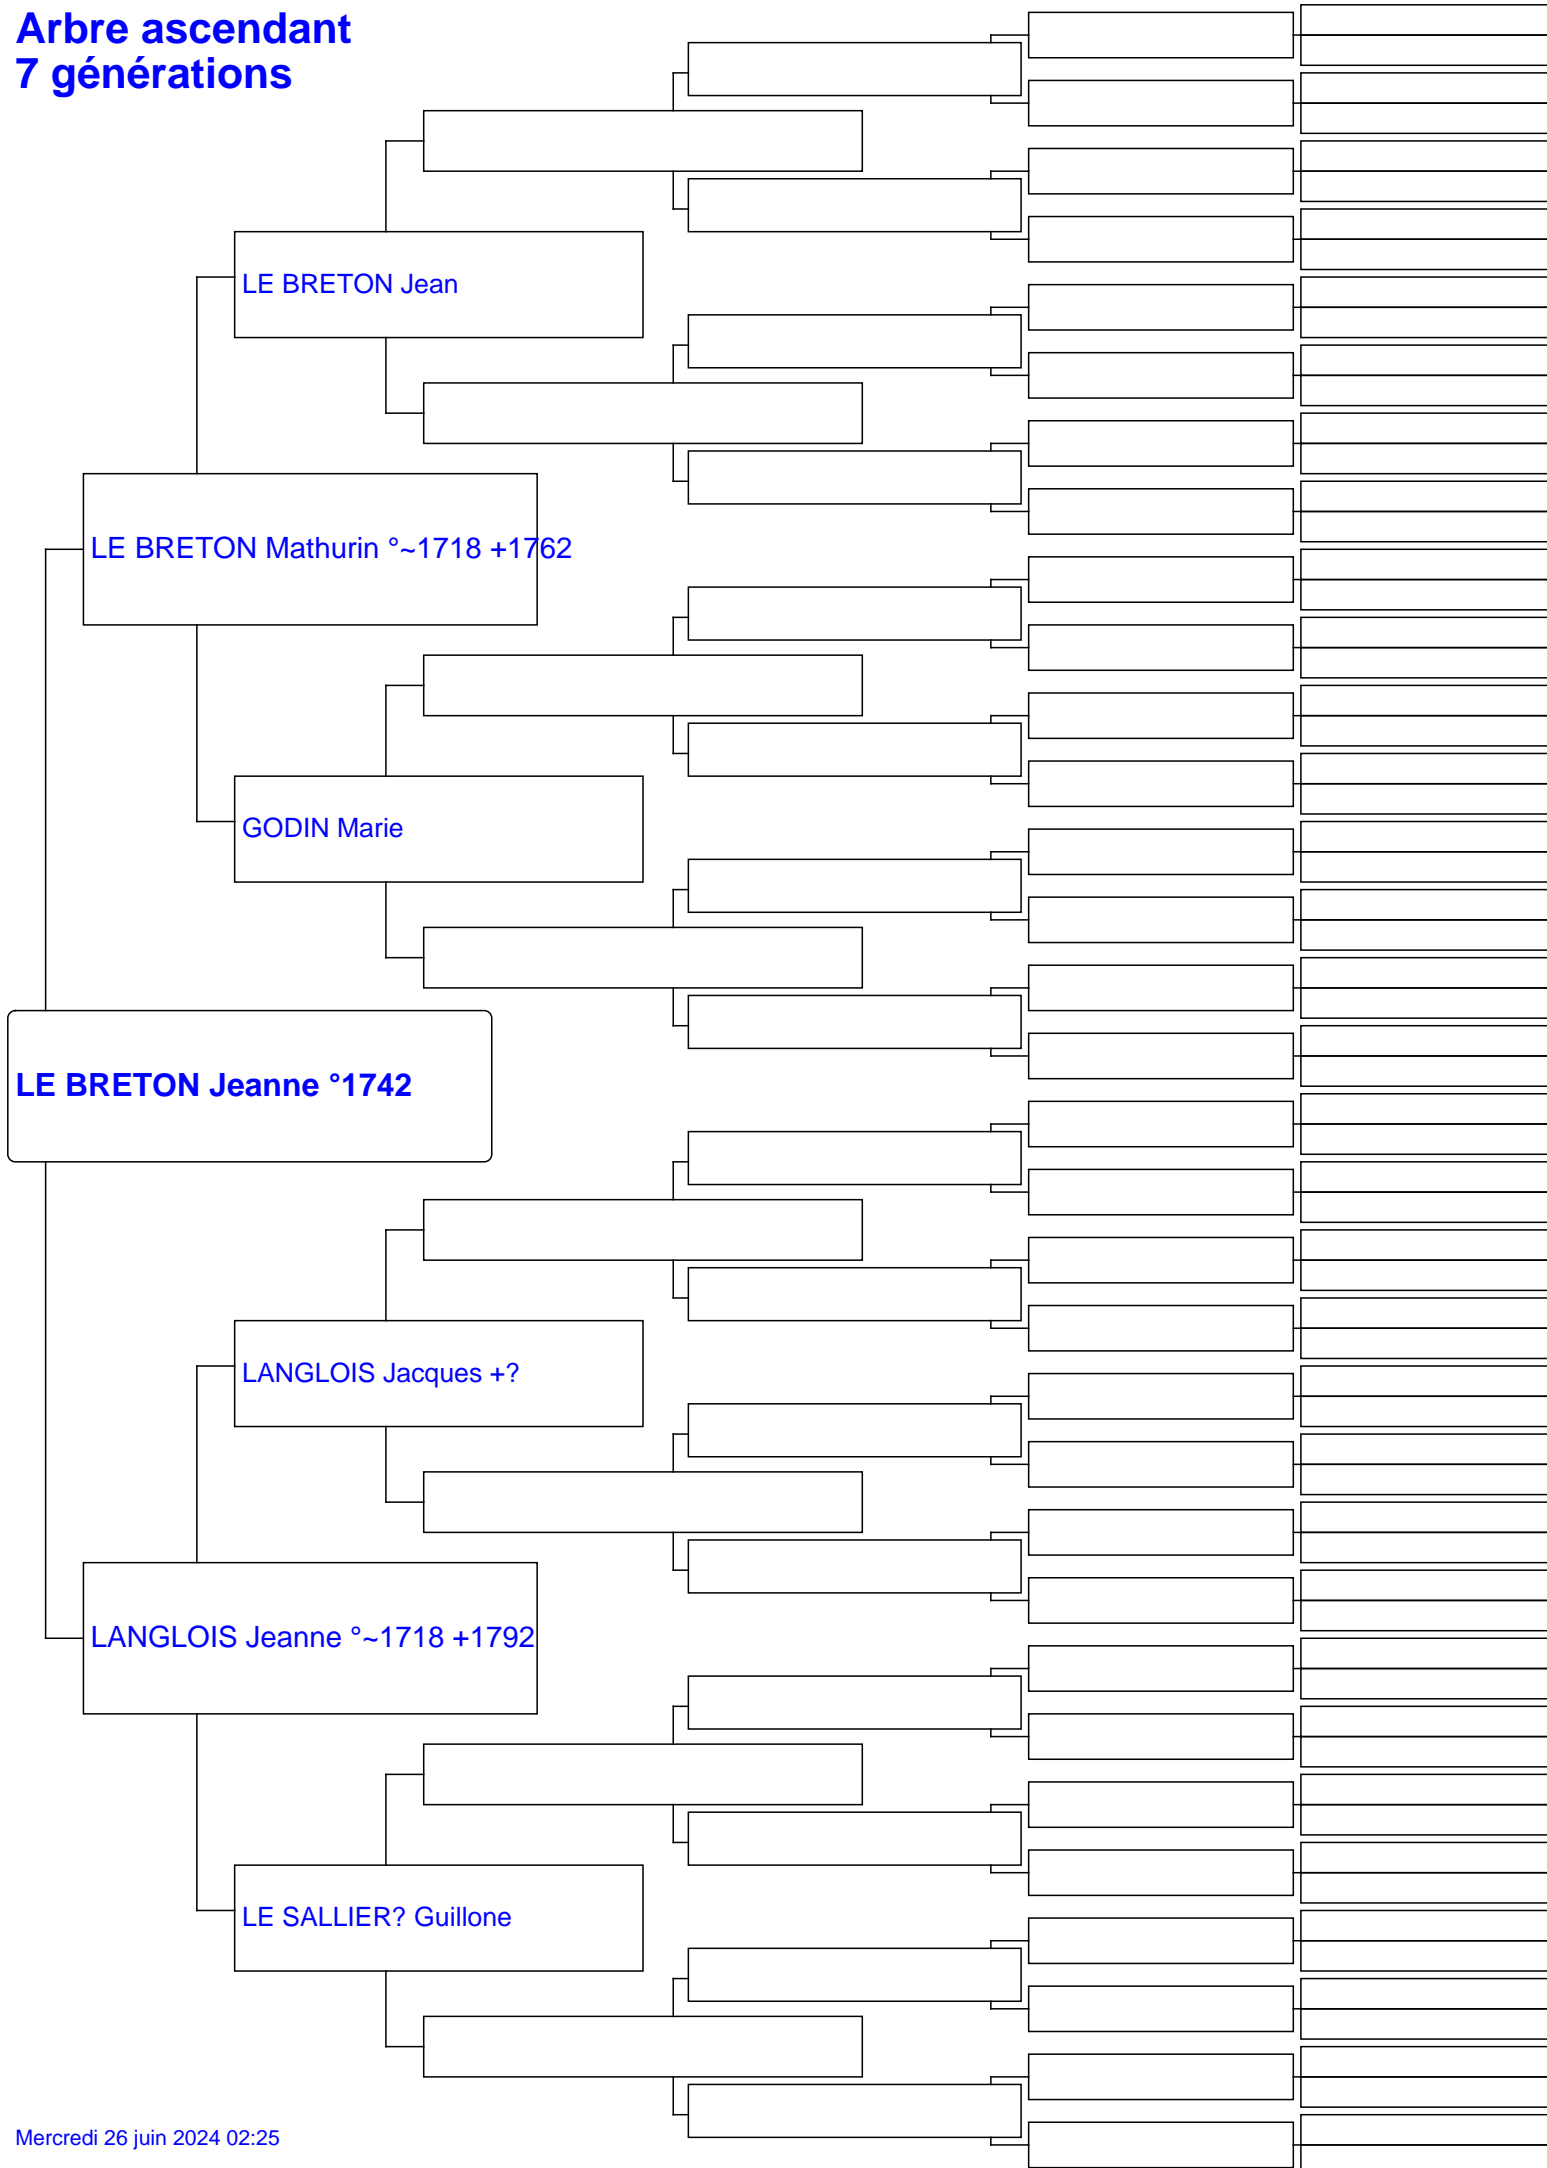 Arbre ascendant
7 générations
LE BRETON Jean
LE BRETON Mathurin °~1718 +1762
GODIN Marie
LE BRETON Jeanne °1742
LANGLOIS Jacques +?
LANGLOIS Jeanne °~1718 +1792
LE SALLIER? Guillone
Mercredi 26 juin 2024 02:25